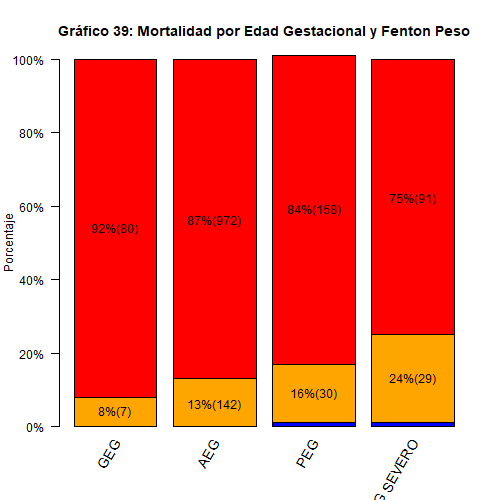 Gráfico 39: Mortalidad por Edad Gestacional y Fenton Peso
Porcentaje
100%
80%
60%
40%
20%
0%
92%(80)
8%(7)
87%(972)
13%(142)
84%(158)
16%(30)
75%(91)
24%(29)
GEG
AEG
PEG
G SEVERO